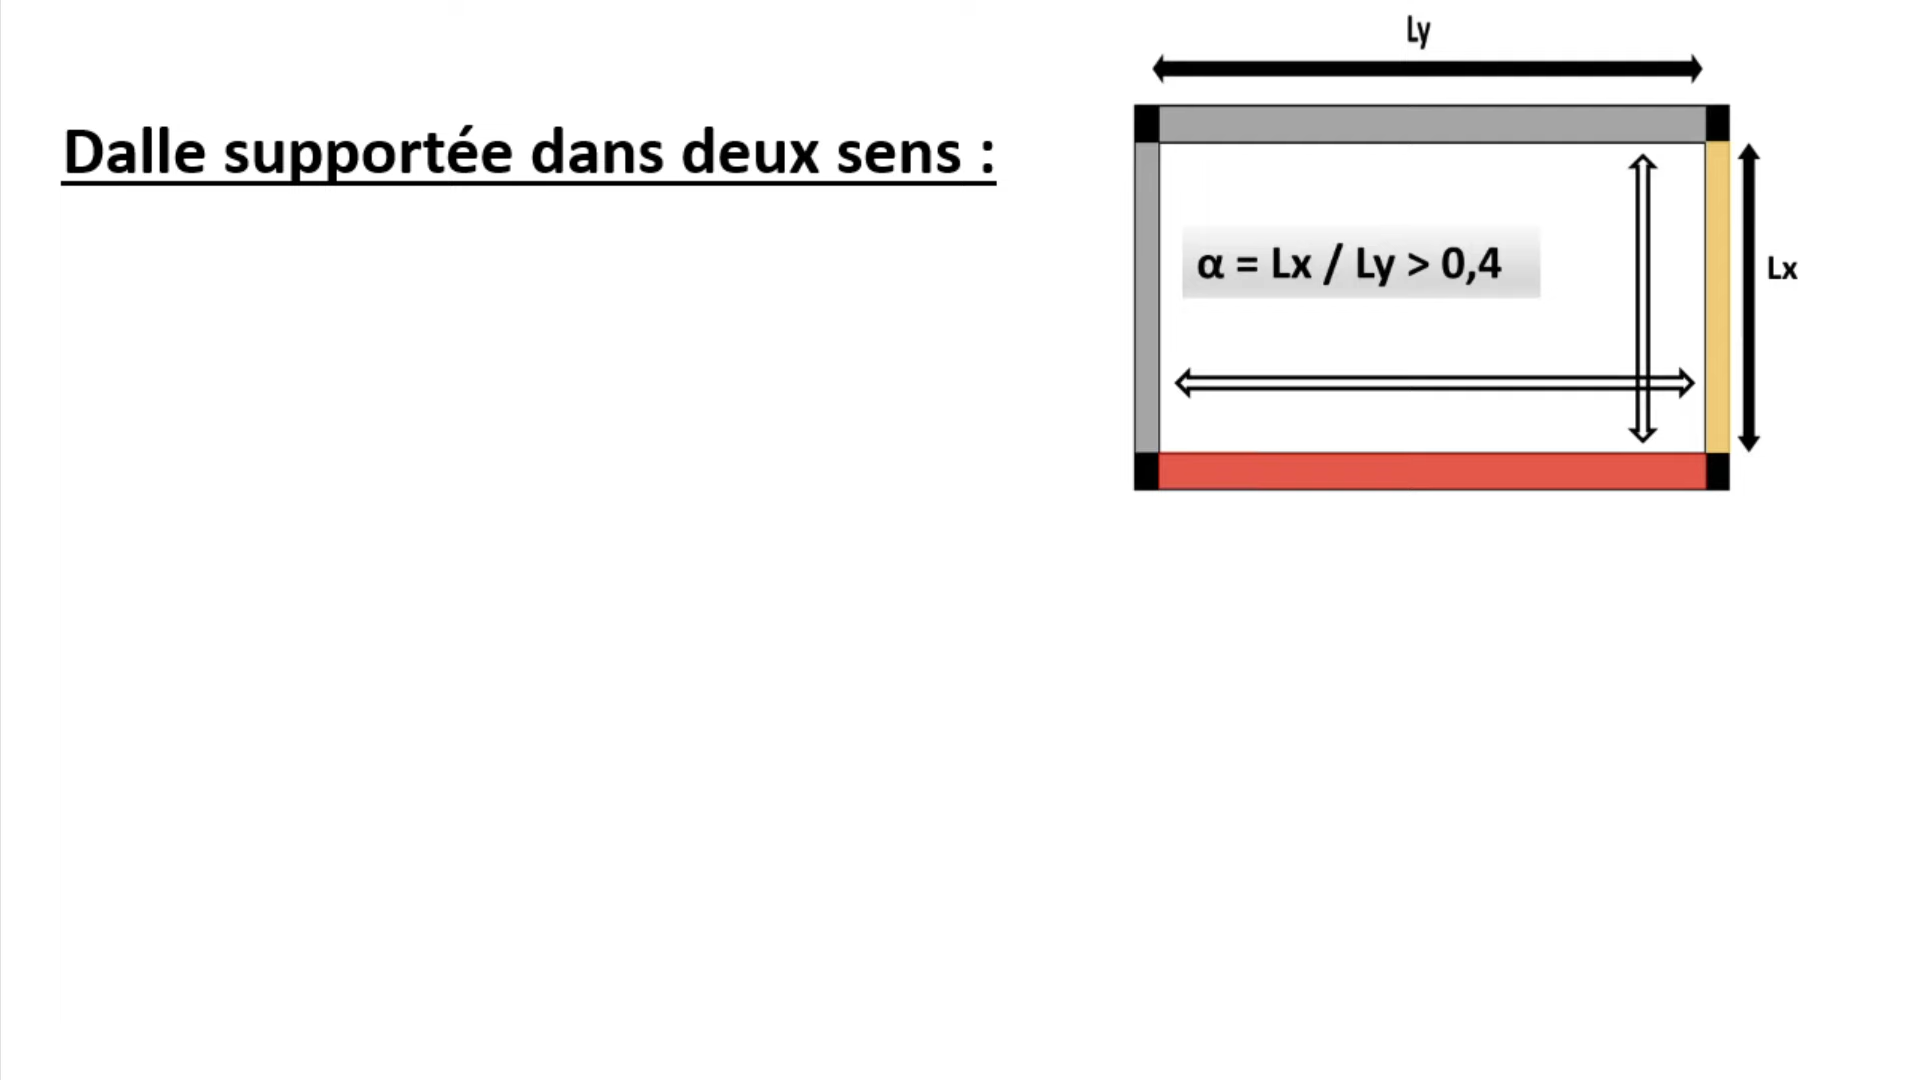 Ly
Dalle supportée dans deux sens :
α = Lx / Ly > 0,4
Lx